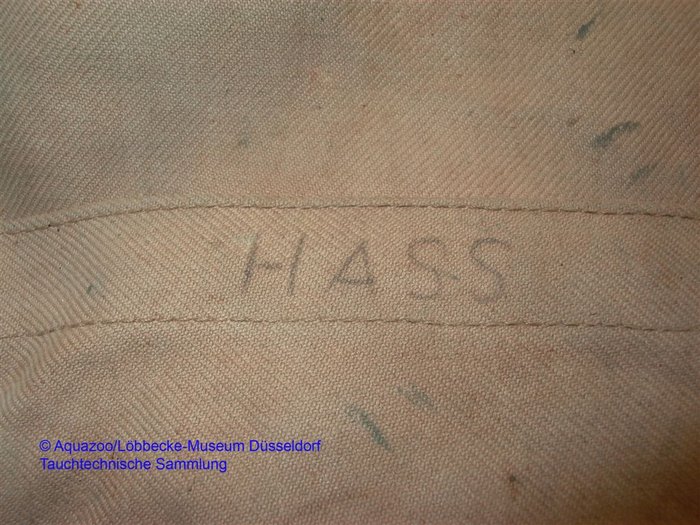 HASS
© Aquazoo/Löbbecke-Museum Düsseldorf
Tauchtechnische Sammlung